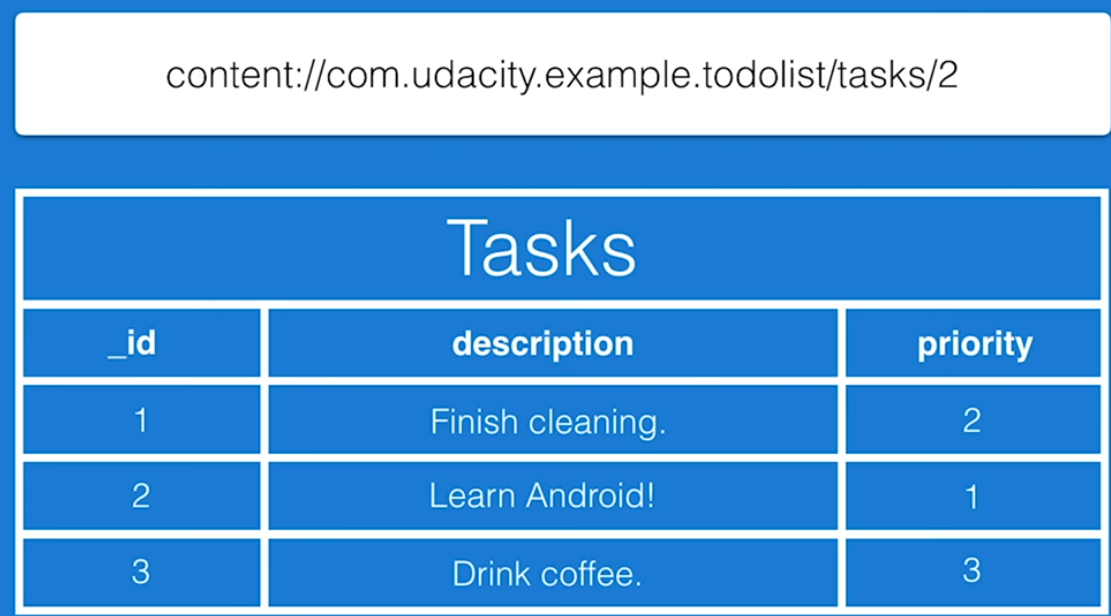 content://com.udacity.example.todolist/tasks/2
Tasks
_id description priority
1 Finish cleaning. 2
2 Learn Android! 1
3 Drink coffee. 3